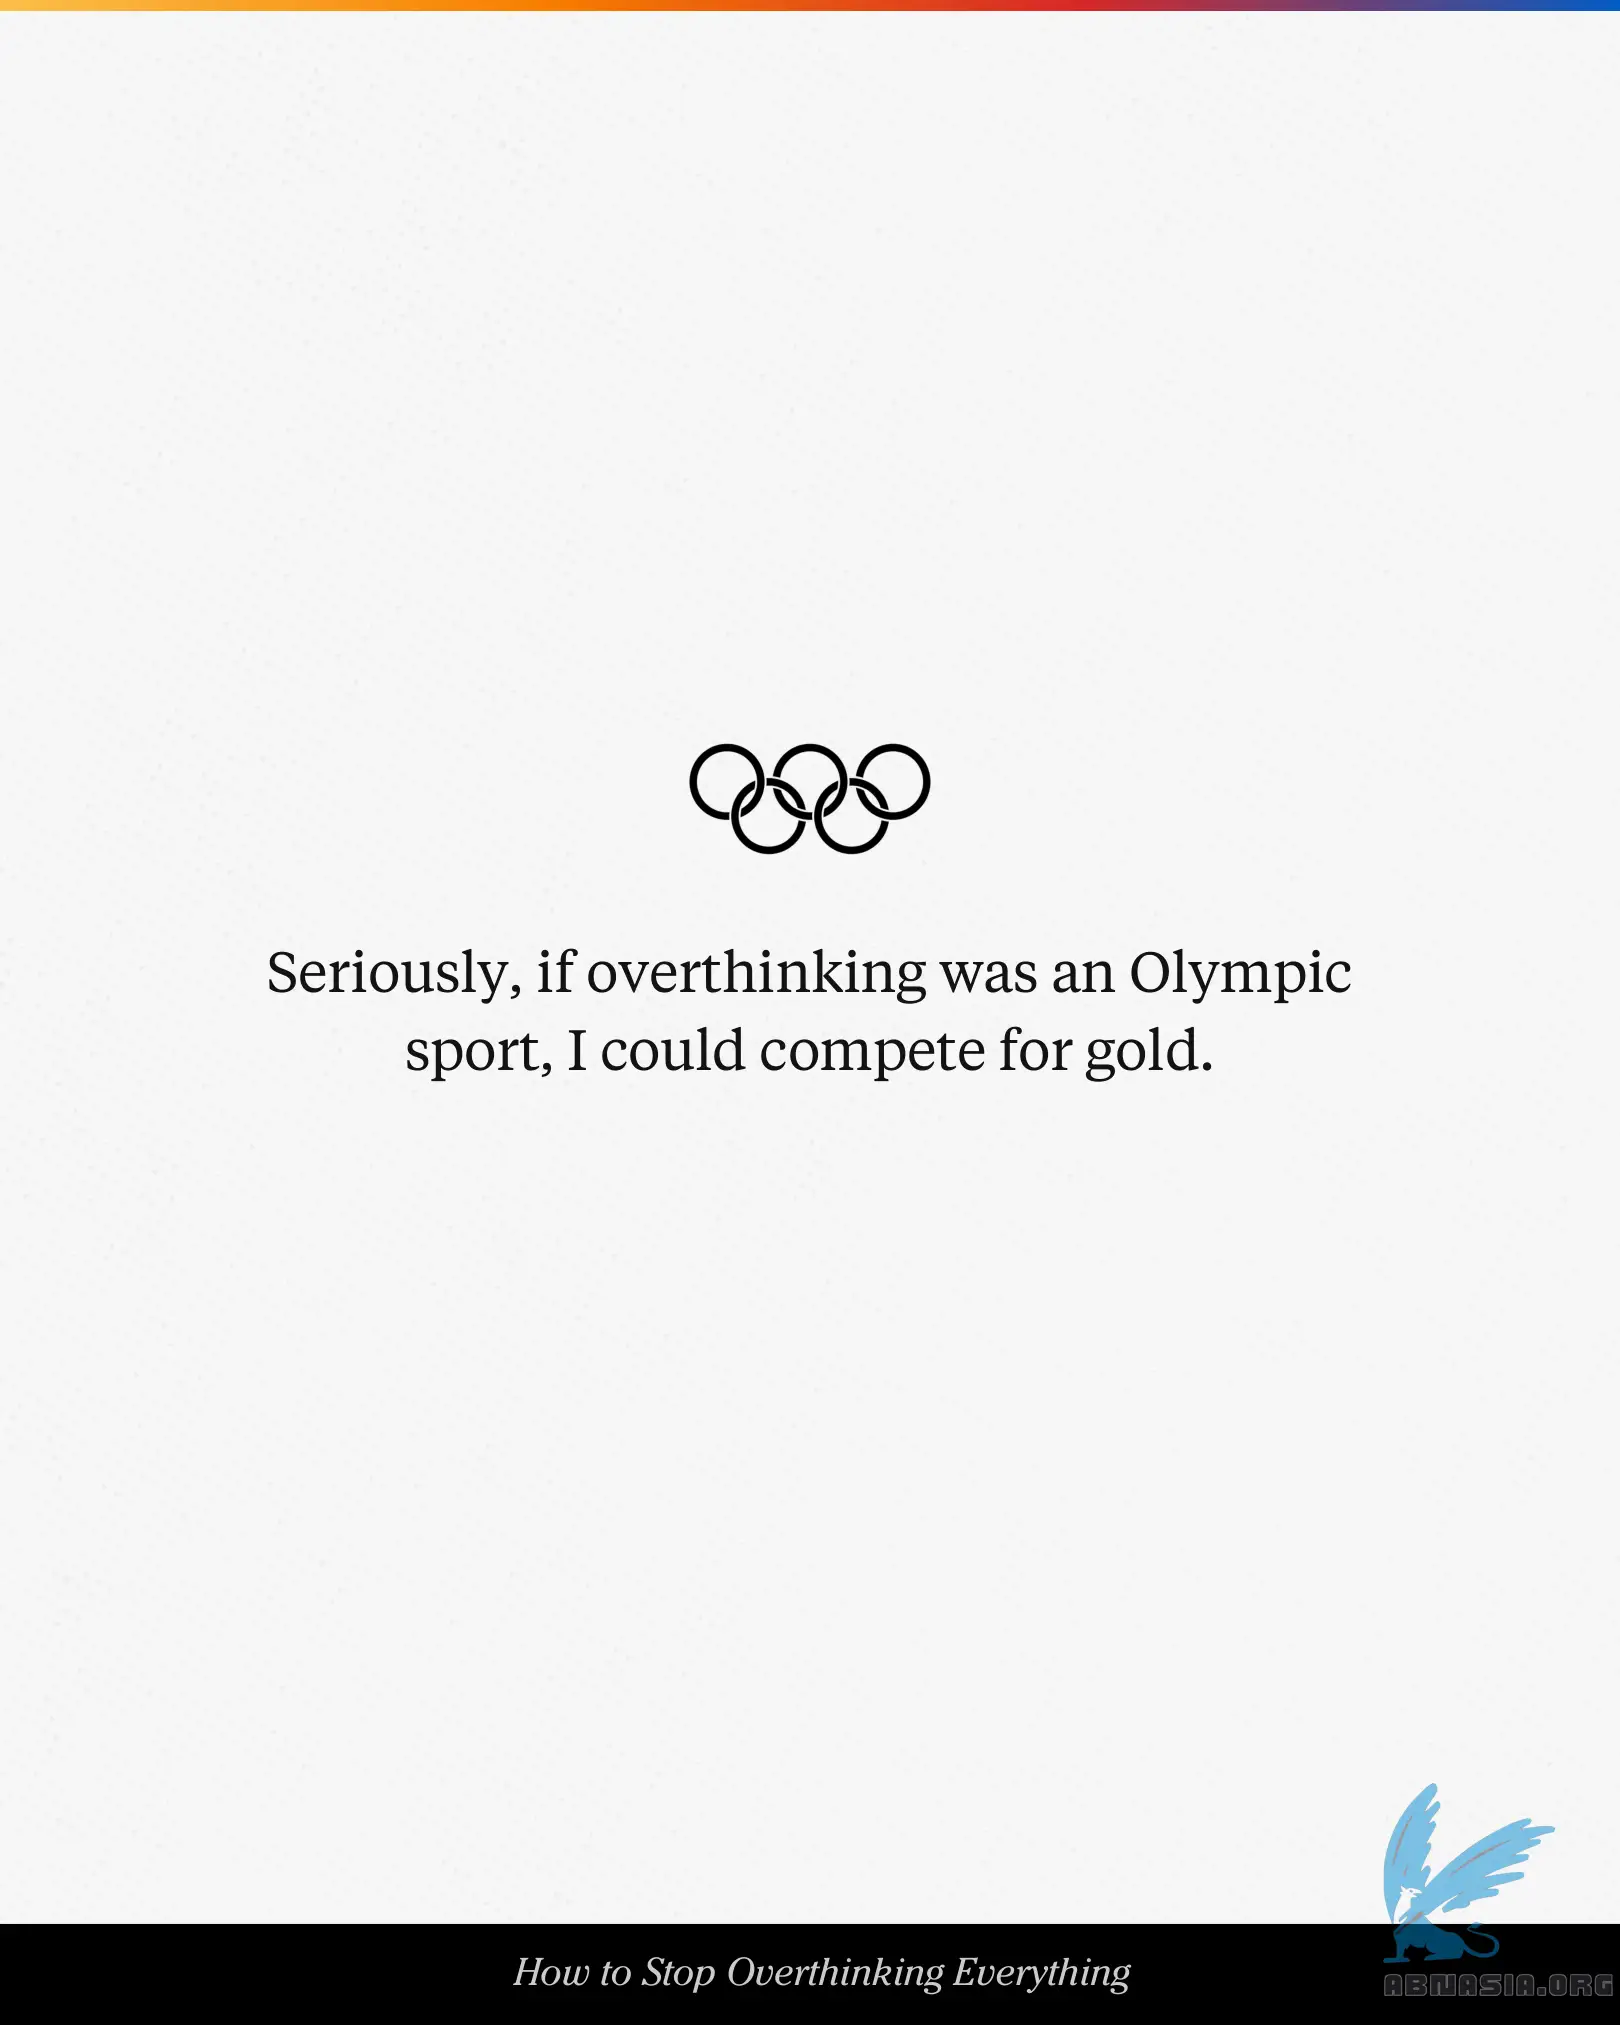 Seriously, if overthinking was an Olympic
sport, I could compete for gold.
How to Stop Overthinking Everything
ABNASIA.ORG